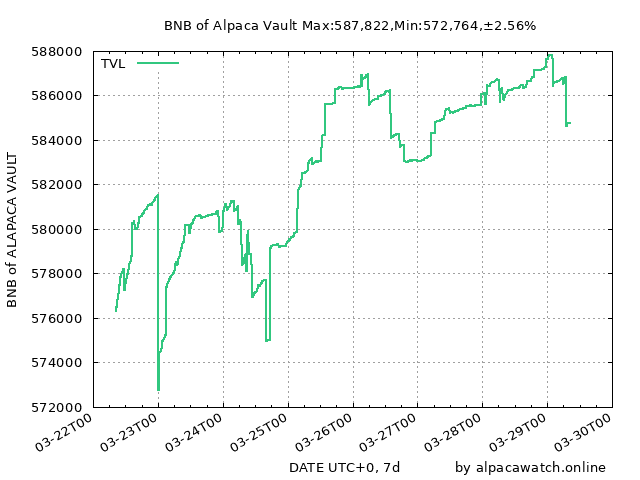 BNB of Alpaca Vault Max:587,822,Min:572,764,±2.56%
TVL
588000
586000
584000
582000
580000
578000
576000
574000
572000
BNB of ALAPACA VAULT
03-22T00
03-23T00
03-24T00
03-25T00
03-26T00
03-27T00
03-28T00
03-29T00
03-30T00
DATE UTC+0, 7d
by alpacawatch.online